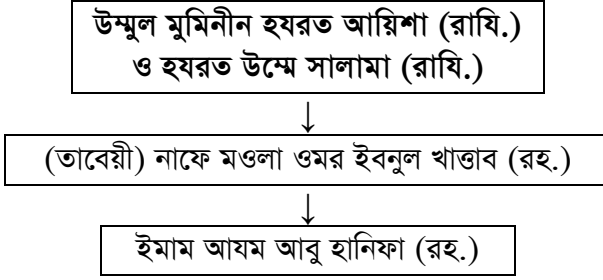 উম্মুল মুমিনীন হযরত আয়িশা (রাযি.)
ও হযরত উম্মে সালামা (রাযি.)
↓
(তাবেয়ী) নাফে মওলা ওমর ইবনুল খাত্তাব (রহ.)
↓
ইমাম আযম আবু হানিফা (রহ.)